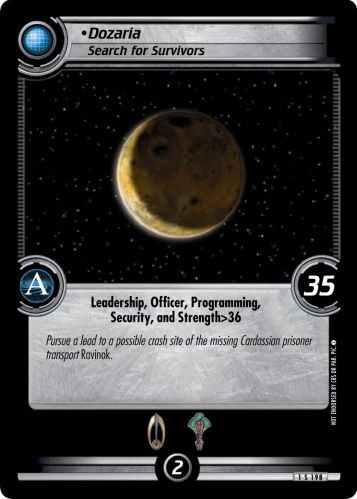 •Dozaria
Search for Survivors
A
35
Leadership, Officer, Programming,
Security, and Strength>36
Pursue a lead to a possible crash site of the missing Cardassian prisoner
transport Ravinok.
NOT ENDORSED BY CBS OR PAR. PIC.
2
1 S 198